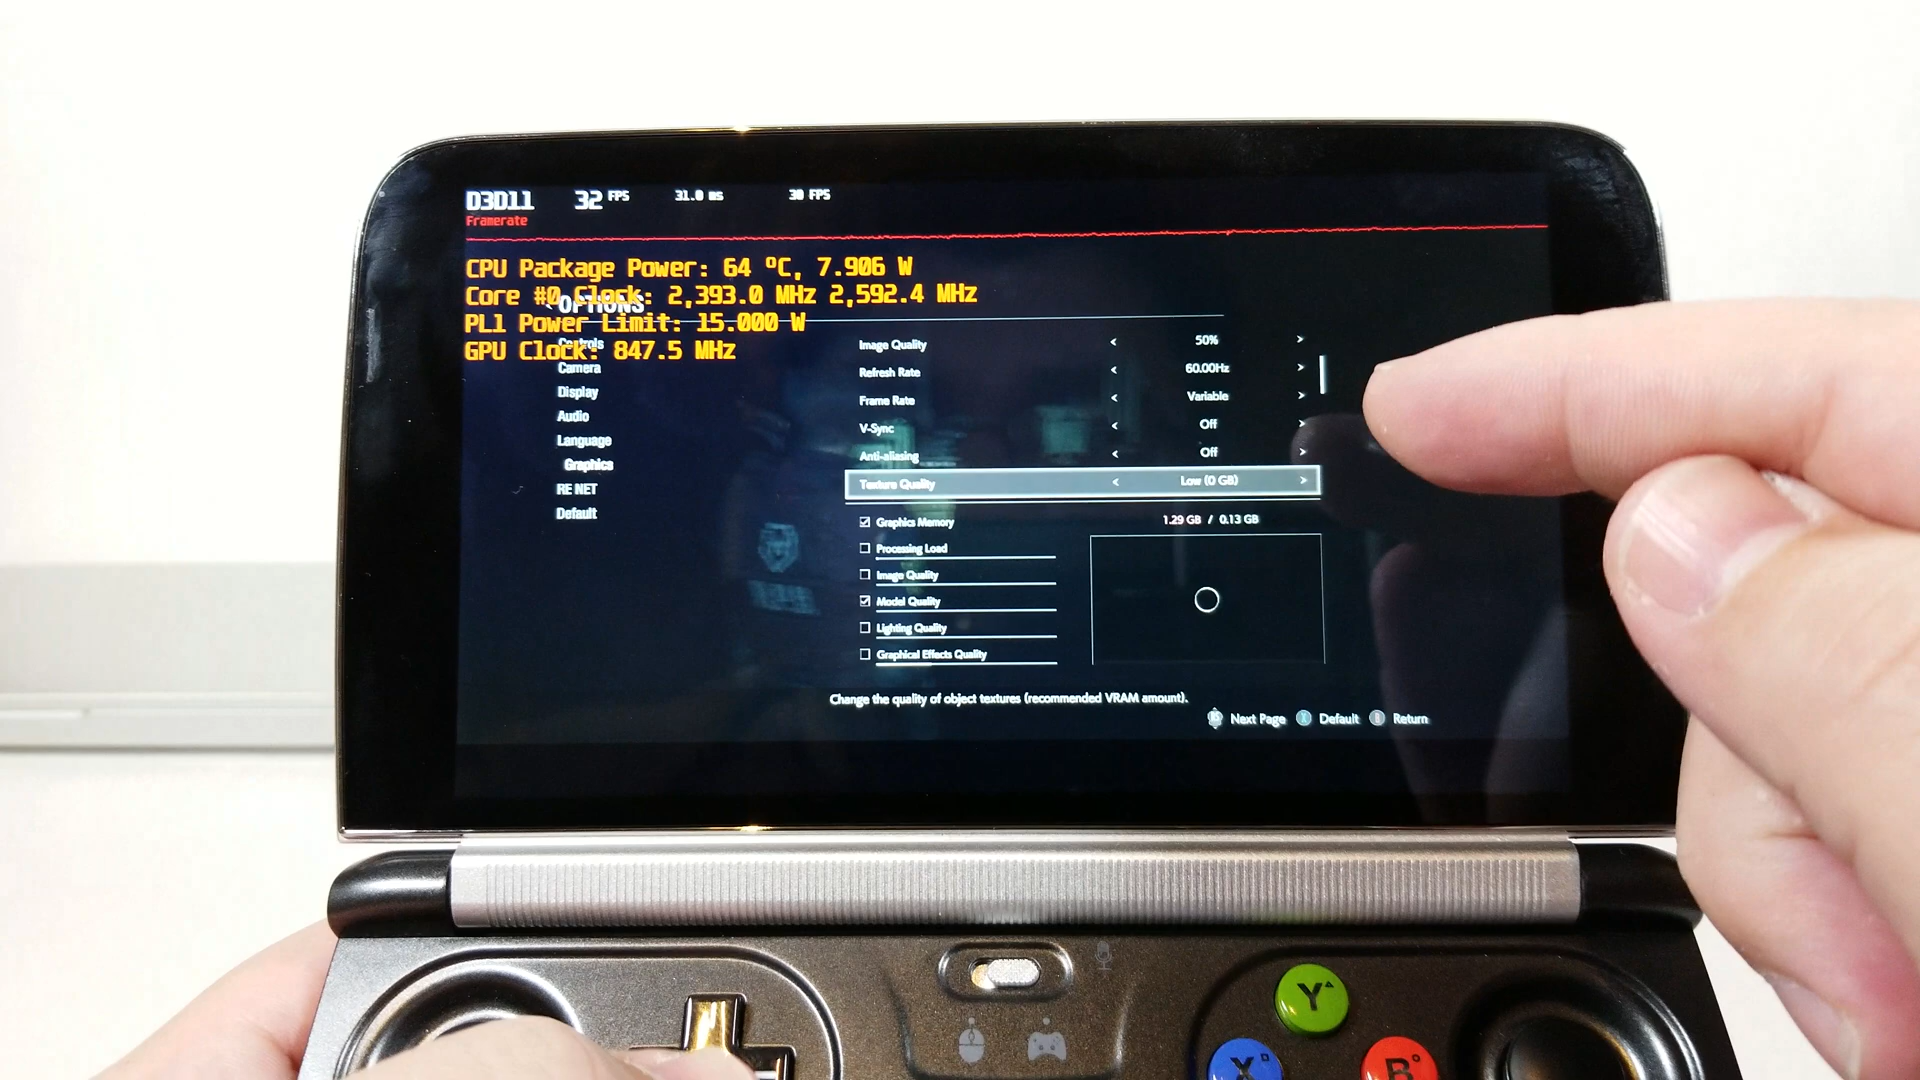 D3D11 32 FPS 31.0 ms 30 FPS
Framerate
CPU Package Power: 64 ºC, 7.906 W
Core #0 Clock: 2,393.0 MHz 2,592.4 MHz
< OPTIONS
PL1 Power Limit: 15.000 W
GPU Clock: 847.5 MHz
Controls
Camera
Display
Audio
Language
Graphics
RE NET
Default
Image Quality < 50% >
Refresh Rate < 60.00Hz >
Frame Rate < Variable >
V-Sync < Off >
Anti-aliasing < Off >
Texture Quality < Low (0 GB) >
Graphics Memory 1.29 GB / 0.13 GB
Processing Load
Image Quality
Model Quality
Lighting Quality
Graphical Effects Quality
Change the quality of object textures (recommended VRAM amount).
RS Next Page X Default B Return
Y
X
B